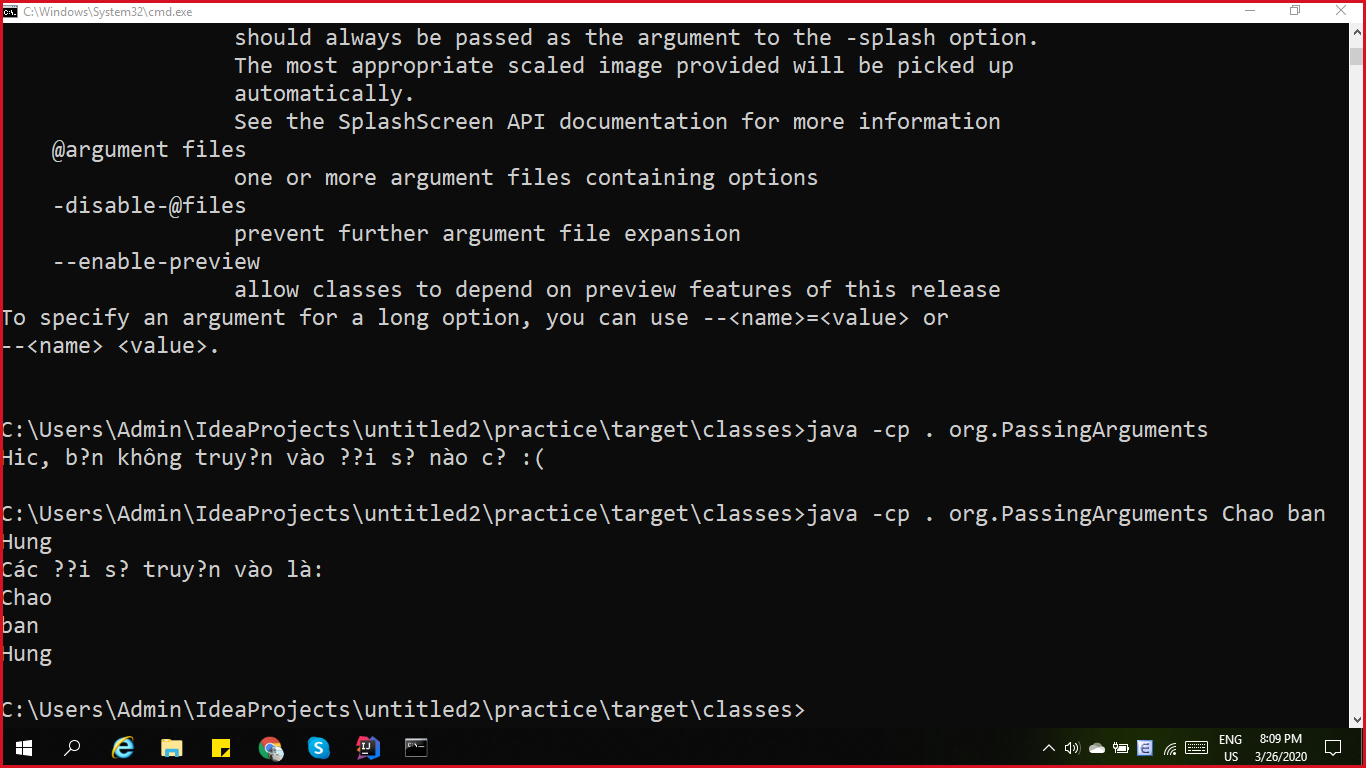 C:\Windows\System32\cmd.exe
should always be passed as the argument to the -splash option.
The most appropriate scaled image provided will be picked up
automatically.
See the SplashScreen API documentation for more information
@argument files
one or more argument files containing options
-disable-@files
prevent further argument file expansion
--enable-preview
allow classes to depend on preview features of this release
To specify an argument for a long option, you can use --<name>=<value> or
--<name> <value>.
C:\Users\Admin\IdeaProjects\untitled2\practice\target\classes>java -cp . org.PassingArguments
Hic, b?n không truy?n vào ??i s? nào c? :(
C:\Users\Admin\IdeaProjects\untitled2\practice\target\classes>java -cp . org.PassingArguments Chao ban
Hung
Các ??i s? truy?n vào là:
Chao
ban
Hung
C:\Users\Admin\IdeaProjects\untitled2\practice\target\classes>
ENG
US
8:09 PM
3/26/2020